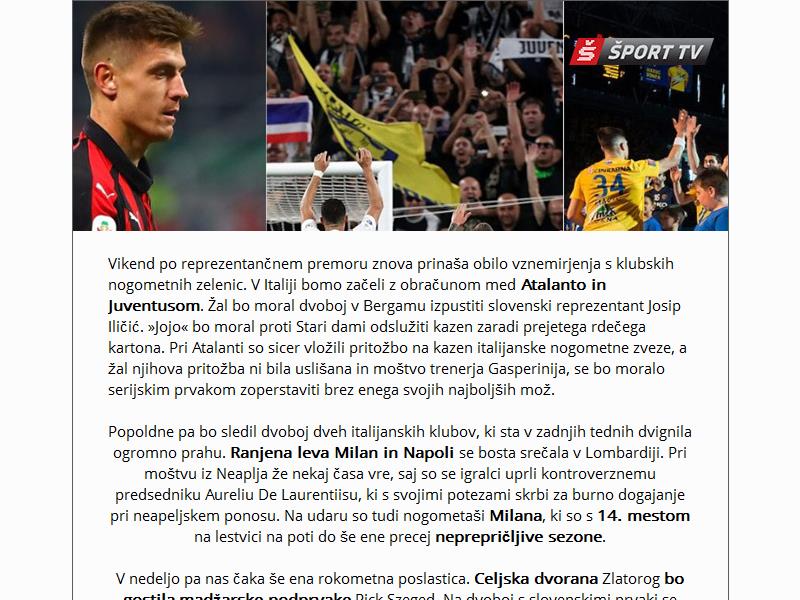 JUVEN
ŠPORT TV
34
Vikend po reprezentančnem premoru znova prinaša obilo vznemirjenja s klubskih
nogometnih zelenic. V Italiji bomo začeli z obračunom med Atalanto in
Juventusom. Žal bo moral dvoboj v Bergamu izpustiti slovenski reprezentant Josip
Iličić. »Jojo« bo moral proti Stari dami odslužiti kazen zaradi prejetega rdečega
kartona. Pri Atalanti so sicer vložili pritožbo na kazen italijanske nogometne zveze, a
žal njihova pritožba ni bila uslišana in moštvo trenerja Gasperinija, se bo moralo
serijskim prvakom zoperstaviti brez enega svojih najboljših mož.
Popoldne pa bo sledil dvoboj dveh italijanskih klubov, ki sta v zadnjih tednih dvignila
ogromno prahu. Ranjena leva Milan in Napoli se bosta srečala v Lombardiji. Pri
moštvu iz Neaplja že nekaj časa vre, saj so se igralci uprli kontroverznemu
predsedniku Aureliu De Laurentiisu, ki s svojimi potezami skrbi za burno dogajanje
pri neapeljskem ponosu. Na udaru so tudi nogometaši Milana, ki so s 14. mestom
na lestvici na poti do še ene precej neprepričljive sezone.
V nedeljo pa nas čaka še ena rokometna poslastica. Celjska dvorana Zlatorog bo
gostila madžarske podprvake Pick Szeged. Na dvoboj s slovenskimi prvaki se